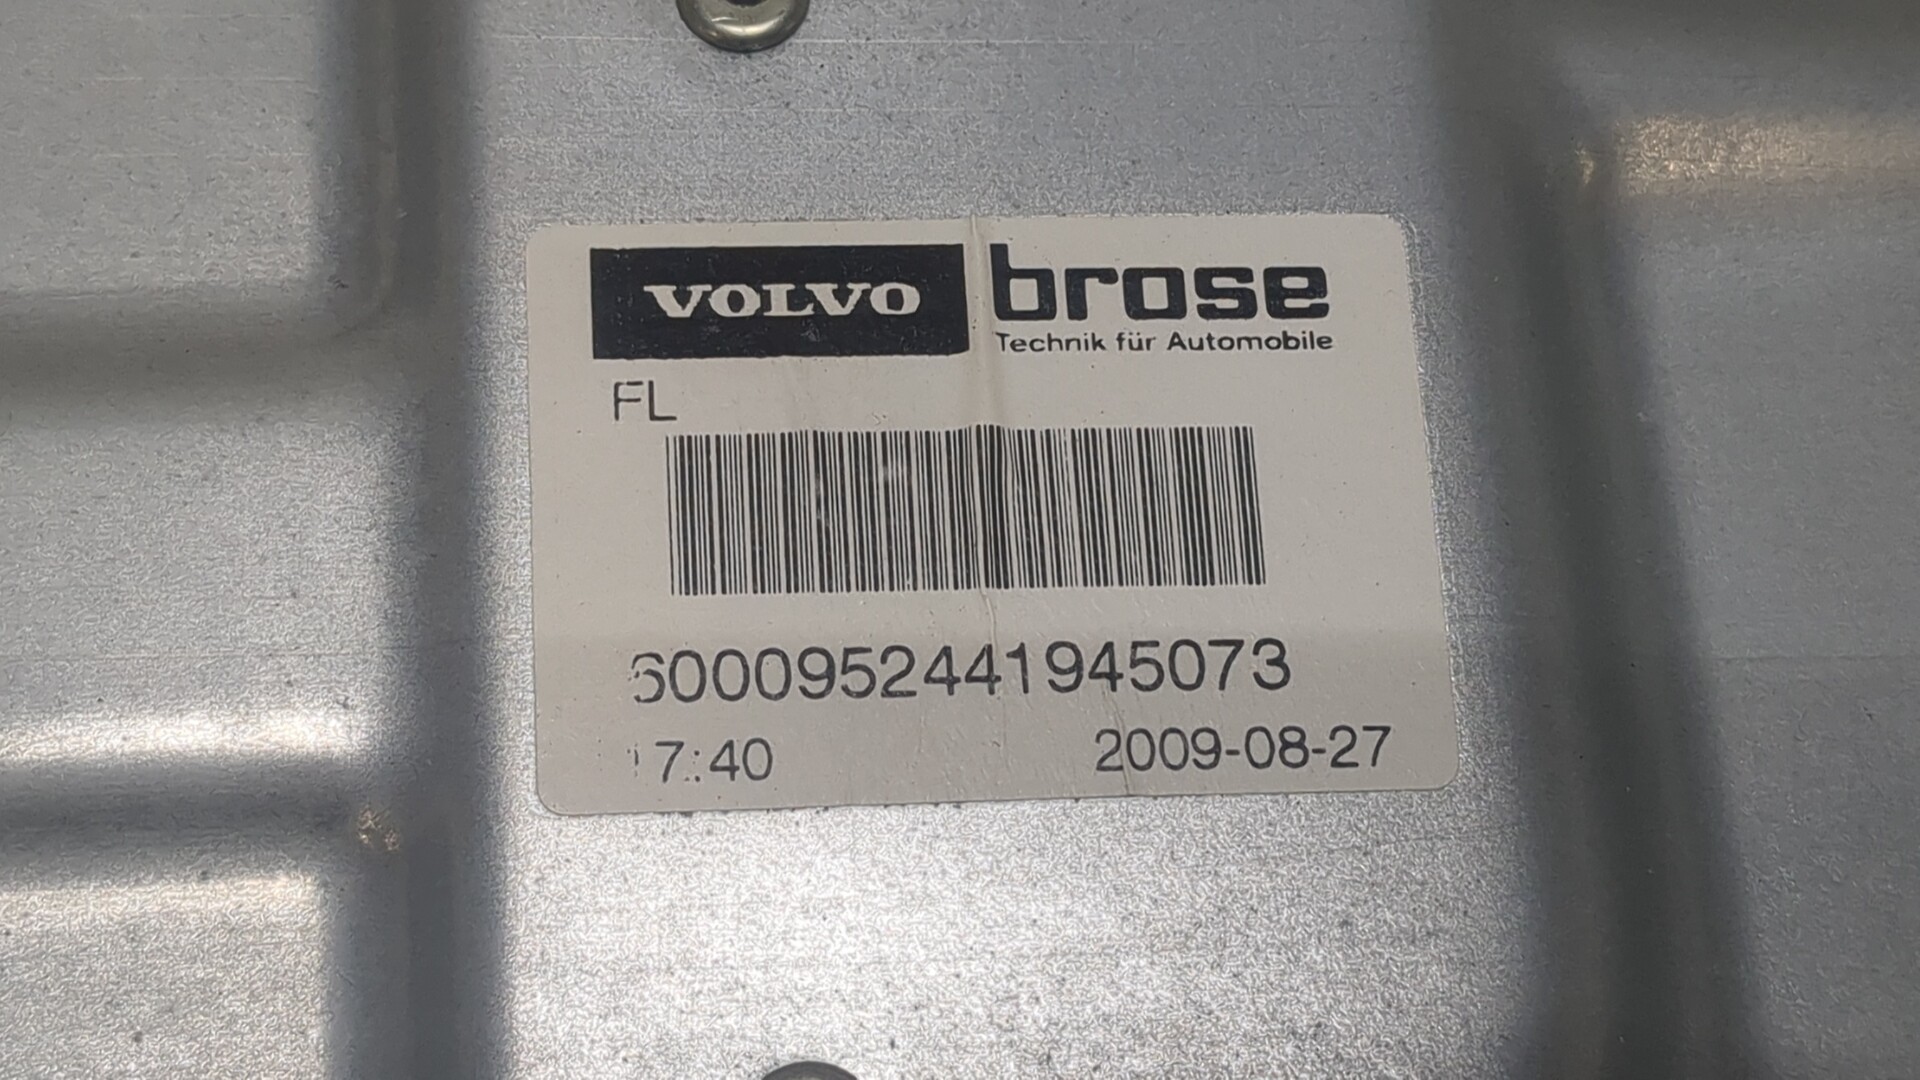 VOLVO brose
Technik für Automobile
FL
6000952441945073
17:40 2009-08-27